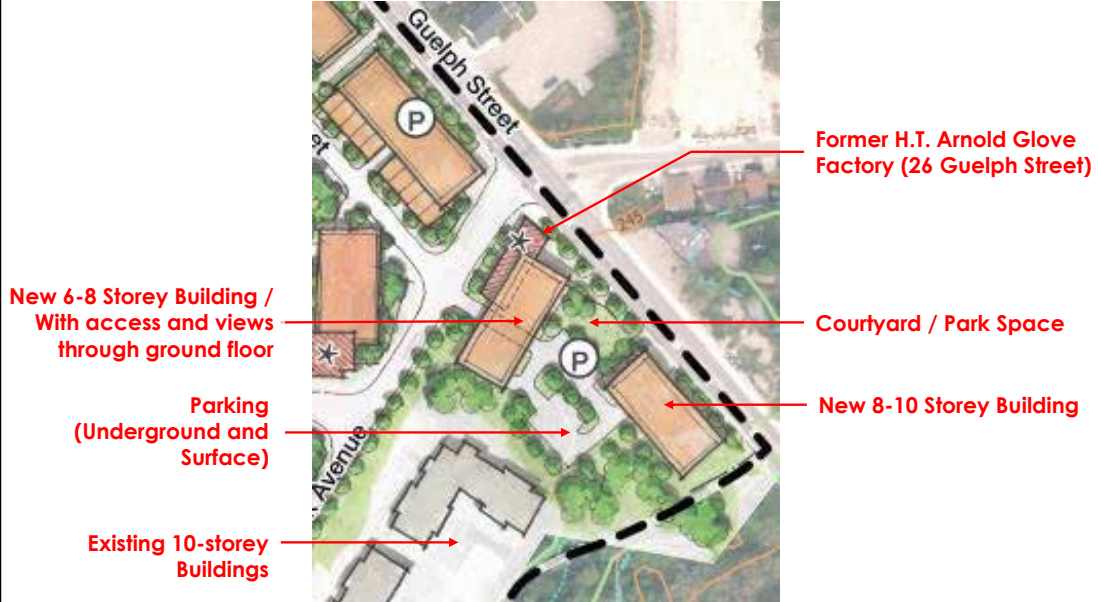 Guelph Street
P
et
Former H.T. Arnold Glove
Factory (26 Guelph Street)
245
New 6-8 Storey Building /
With access and views
through ground floor
Courtyard / Park Space
P
New 8-10 Storey Building
Parking
(Underground and
Surface)
Avenue
Existing 10-storey
Buildings